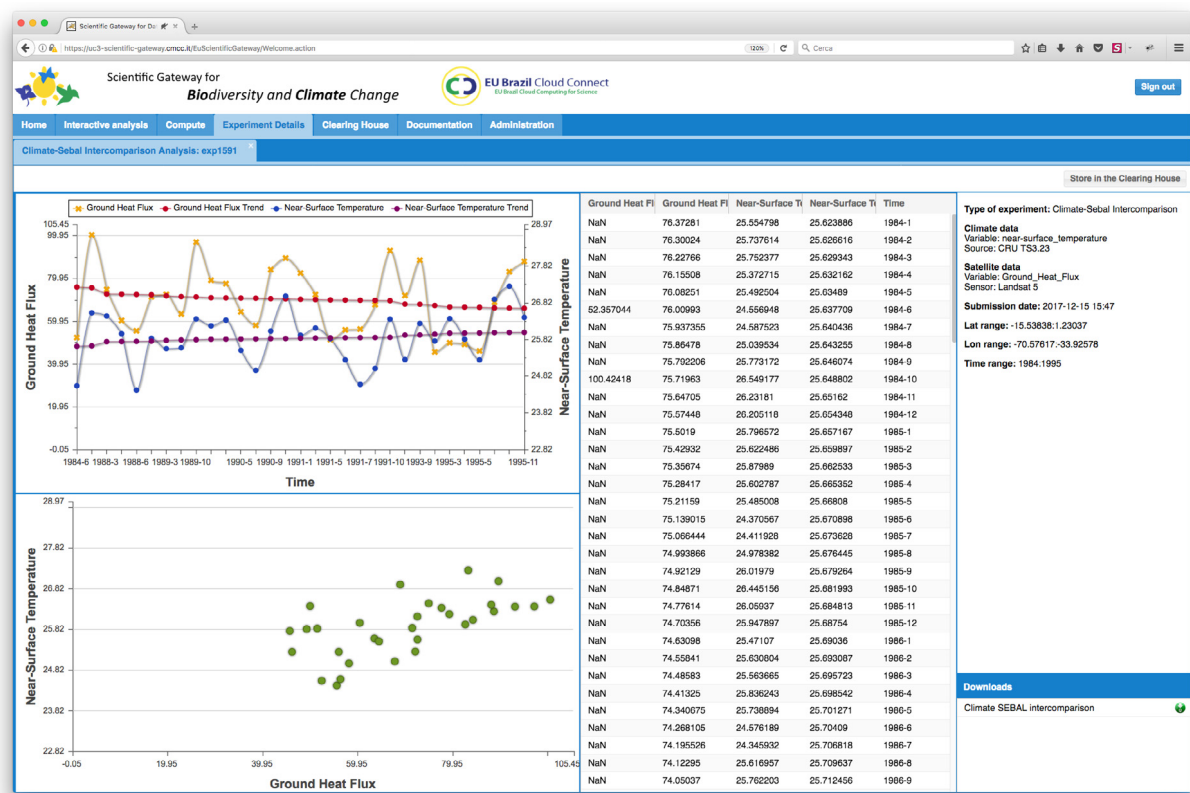 Scientific Gateway for Da
https://uc3-scientific-gateway.cmcc.it/EuScientificGateway/Welcome.action
120%
Cerca
S
Scientific Gateway for
Biodiversity and Climate Change
EU Brazil Cloud Connect
EU Brazil Cloud Computing for Science
Sign out
Home Interactive analysis Compute Experiment Details Clearing House Documentation Administration
Climate-Sebal Intercomparison Analysis: exp1591
Store in the Clearing House
Ground Heat Flux Ground Heat Flux Trend Near-Surface Temperature Near-Surface Temperature Trend
Ground Heat Flux
105.45
99.95
79.95
59.95
39.95
19.95
-0.05
28.97
27.82
26.82
25.82
24.82
23.82
22.82
Near-Surface Temperature
1984-6 1988-3 1988-6 1989-3 1989-10 1990-5 1990-9 1991-1 1991-5 1991-7 1991-10 1993-9 1995-3 1995-5 1995-11
Time
Near-Surface Temperature
28.97
27.82
26.82
25.82
24.82
23.82
22.82
-0.05 19.95 39.95 59.95 79.95 105.45
Ground Heat Flux
Ground Heat Fl Ground Heat Fl Near-Surface T Near-Surface T Time
NaN 76.37281 25.554798 25.623886 1984-1
NaN 76.30024 25.737614 25.626616 1984-2
NaN 76.22766 25.752377 25.629343 1984-3
NaN 76.15508 25.372715 25.632162 1984-4
NaN 76.08251 25.492504 25.63489 1984-5
52.357044 76.00993 24.556948 25.637709 1984-6
NaN 75.937355 24.887523 25.640436 1984-7
NaN 75.86478 25.039534 25.643255 1984-8
NaN 75.792206 25.773172 25.646074 1984-9
100.42418 75.71963 26.549177 25.648802 1984-10
NaN 75.64705 26.23181 25.65162 1984-11
NaN 75.57448 26.205118 25.654348 1984-12
NaN 75.5019 25.796572 25.657167 1985-1
NaN 75.42932 25.622486 25.659897 1985-2
NaN 75.35674 25.87989 25.662533 1985-3
NaN 75.28417 25.602787 25.665352 1985-4
NaN 75.21159 25.485008 25.66808 1985-5
NaN 75.139015 24.370567 25.670898 1985-6
NaN 75.066444 24.411928 25.673628 1985-7
NaN 74.993866 24.978382 25.676445 1985-8
NaN 74.92129 26.01979 25.679264 1985-9
NaN 74.84871 26.445156 25.681993 1985-10
NaN 74.77614 26.05937 25.684813 1985-11
NaN 74.70356 25.947897 25.68754 1985-12
NaN 74.63098 25.47107 25.69036 1986-1
NaN 74.55841 25.630804 25.693087 1986-2
NaN 74.48583 25.563665 25.695723 1986-3
NaN 74.41325 25.836243 25.698542 1986-4
NaN 74.340675 25.738894 25.701271 1986-5
NaN 74.268105 24.576189 25.70409 1986-6
NaN 74.195526 24.345932 25.706818 1986-7
NaN 74.12295 25.616957 25.709637 1986-8
NaN 74.05037 25.762203 25.712456 1986-9
Type of experiment: Climate-Sebal Intercomparison
Climate data
Variable: near-surface_temperature
Source: CRU TS3.23
Satellite data
Variable: Ground_Heat_Flux
Sensor: Landsat 5
Submission date: 2017-12-15 15:47
Lat range: -15.53838:1.23037
Lon range: -70.57617:-33.92578
Time range: 1984:1995
Downloads
Climate SEBAL intercomparison